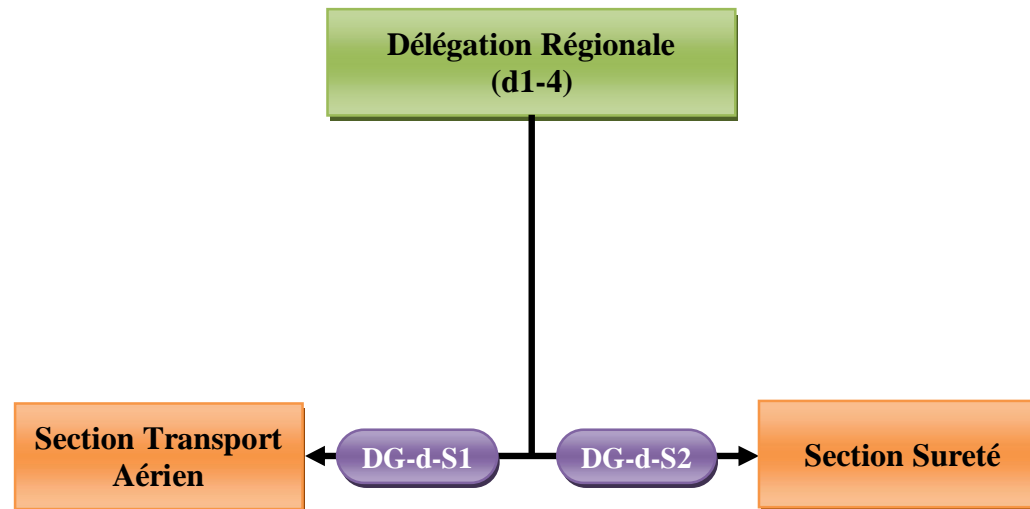 Délégation Régionale
(d1-4)
Section Transport
Aérien
DG-d-S1
DG-d-S2
Section Sureté